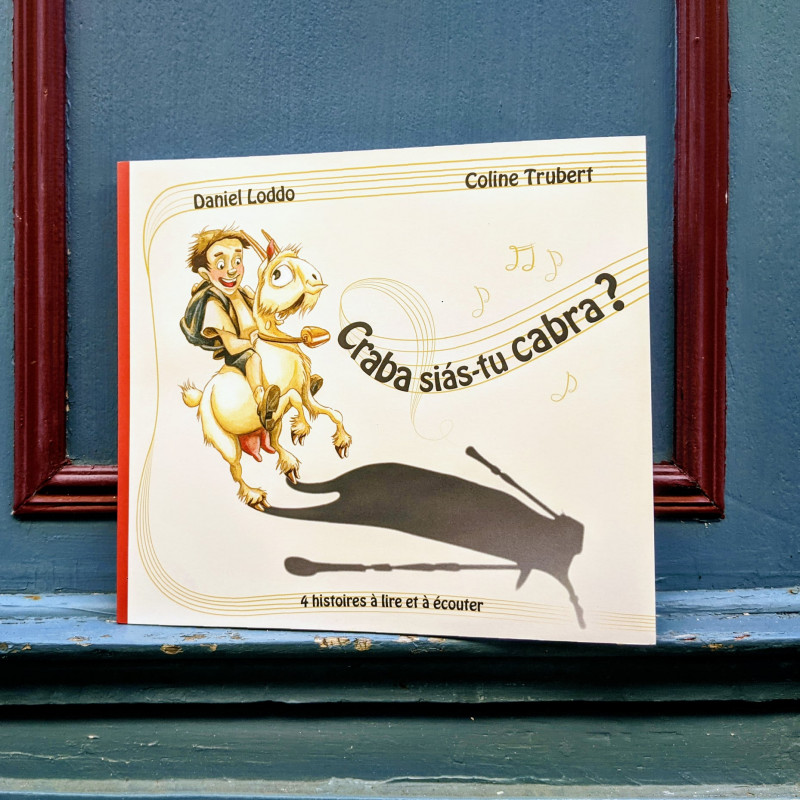 Daniel Loddo
Coline Trubert
Craba siás-tu cabra?
4 histoires à lire et à écouter